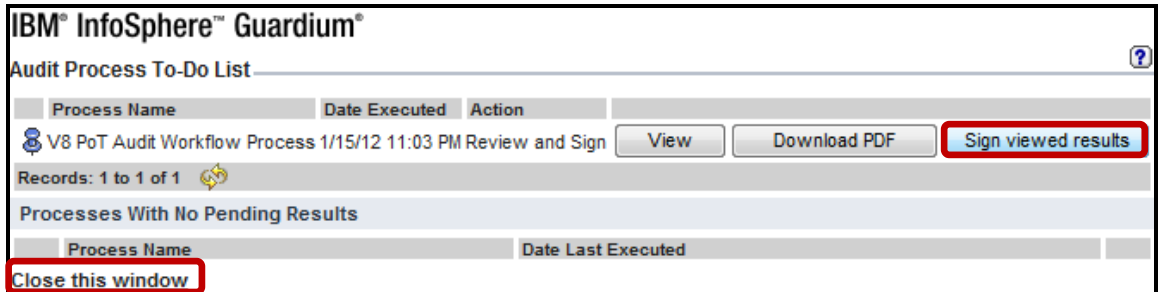 IBM® InfoSphere™ Guardium®
?
Audit Process To-Do List
Process Name Date Executed Action
V8 PoT Audit Workflow Process 1/15/12 11:03 PM Review and Sign View Download PDF Sign viewed results
Records: 1 to 1 of 1
Processes With No Pending Results
Process Name Date Last Executed
Close this window